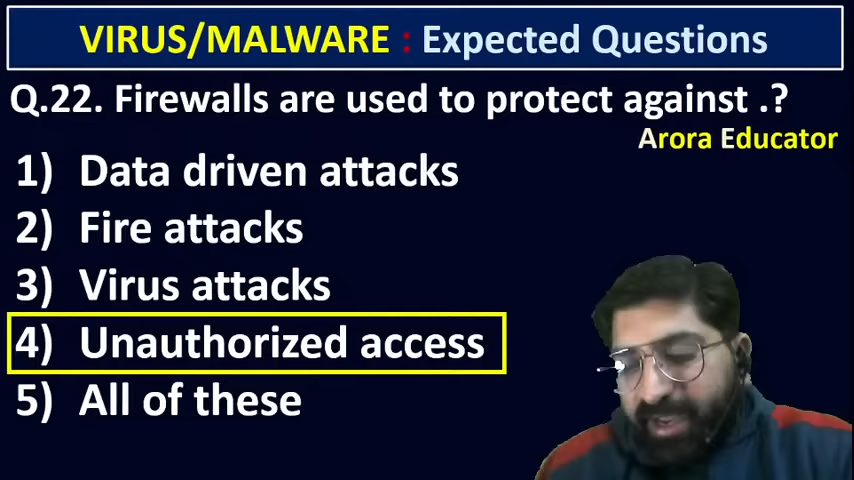 VIRUS/MALWARE : Expected Questions
Q.22. Firewalls are used to protect against .?
Arora Educator
1) Data driven attacks
2) Fire attacks
3) Virus attacks
4) Unauthorized access
5) All of these